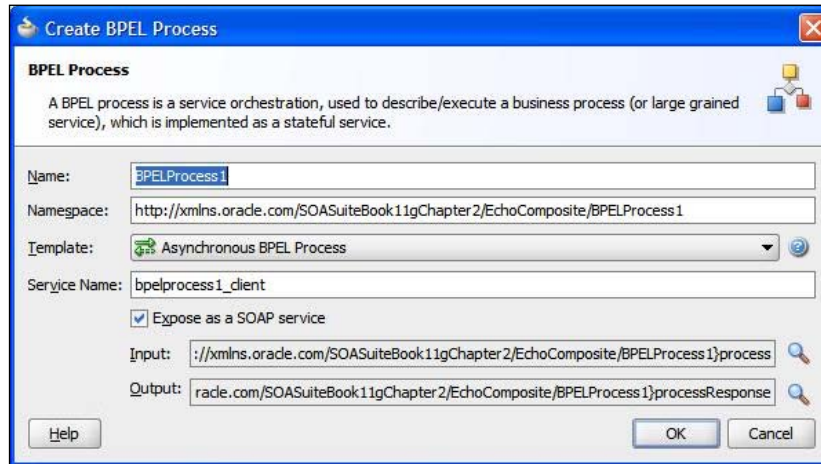 Create BPEL Process
BPEL Process
A BPEL process is a service orchestration, used to describe/execute a business process (or large grained
service), which is implemented as a stateful service.
Name: BPELProcess1
Namespace: http://xmlns.oracle.com/SOASuiteBook11gChapter2/EchoComposite/BPELProcess1
Template: Asynchronous BPEL Process
Service Name: bpelprocess1_client
Expose as a SOAP service
Input: ://xmlns.oracle.com/SOASuiteBook11gChapter2/EchoComposite/BPELProcess1}process
Output: racle.com/SOASuiteBook11gChapter2/EchoComposite/BPELProcess1}processResponse
Help OK Cancel